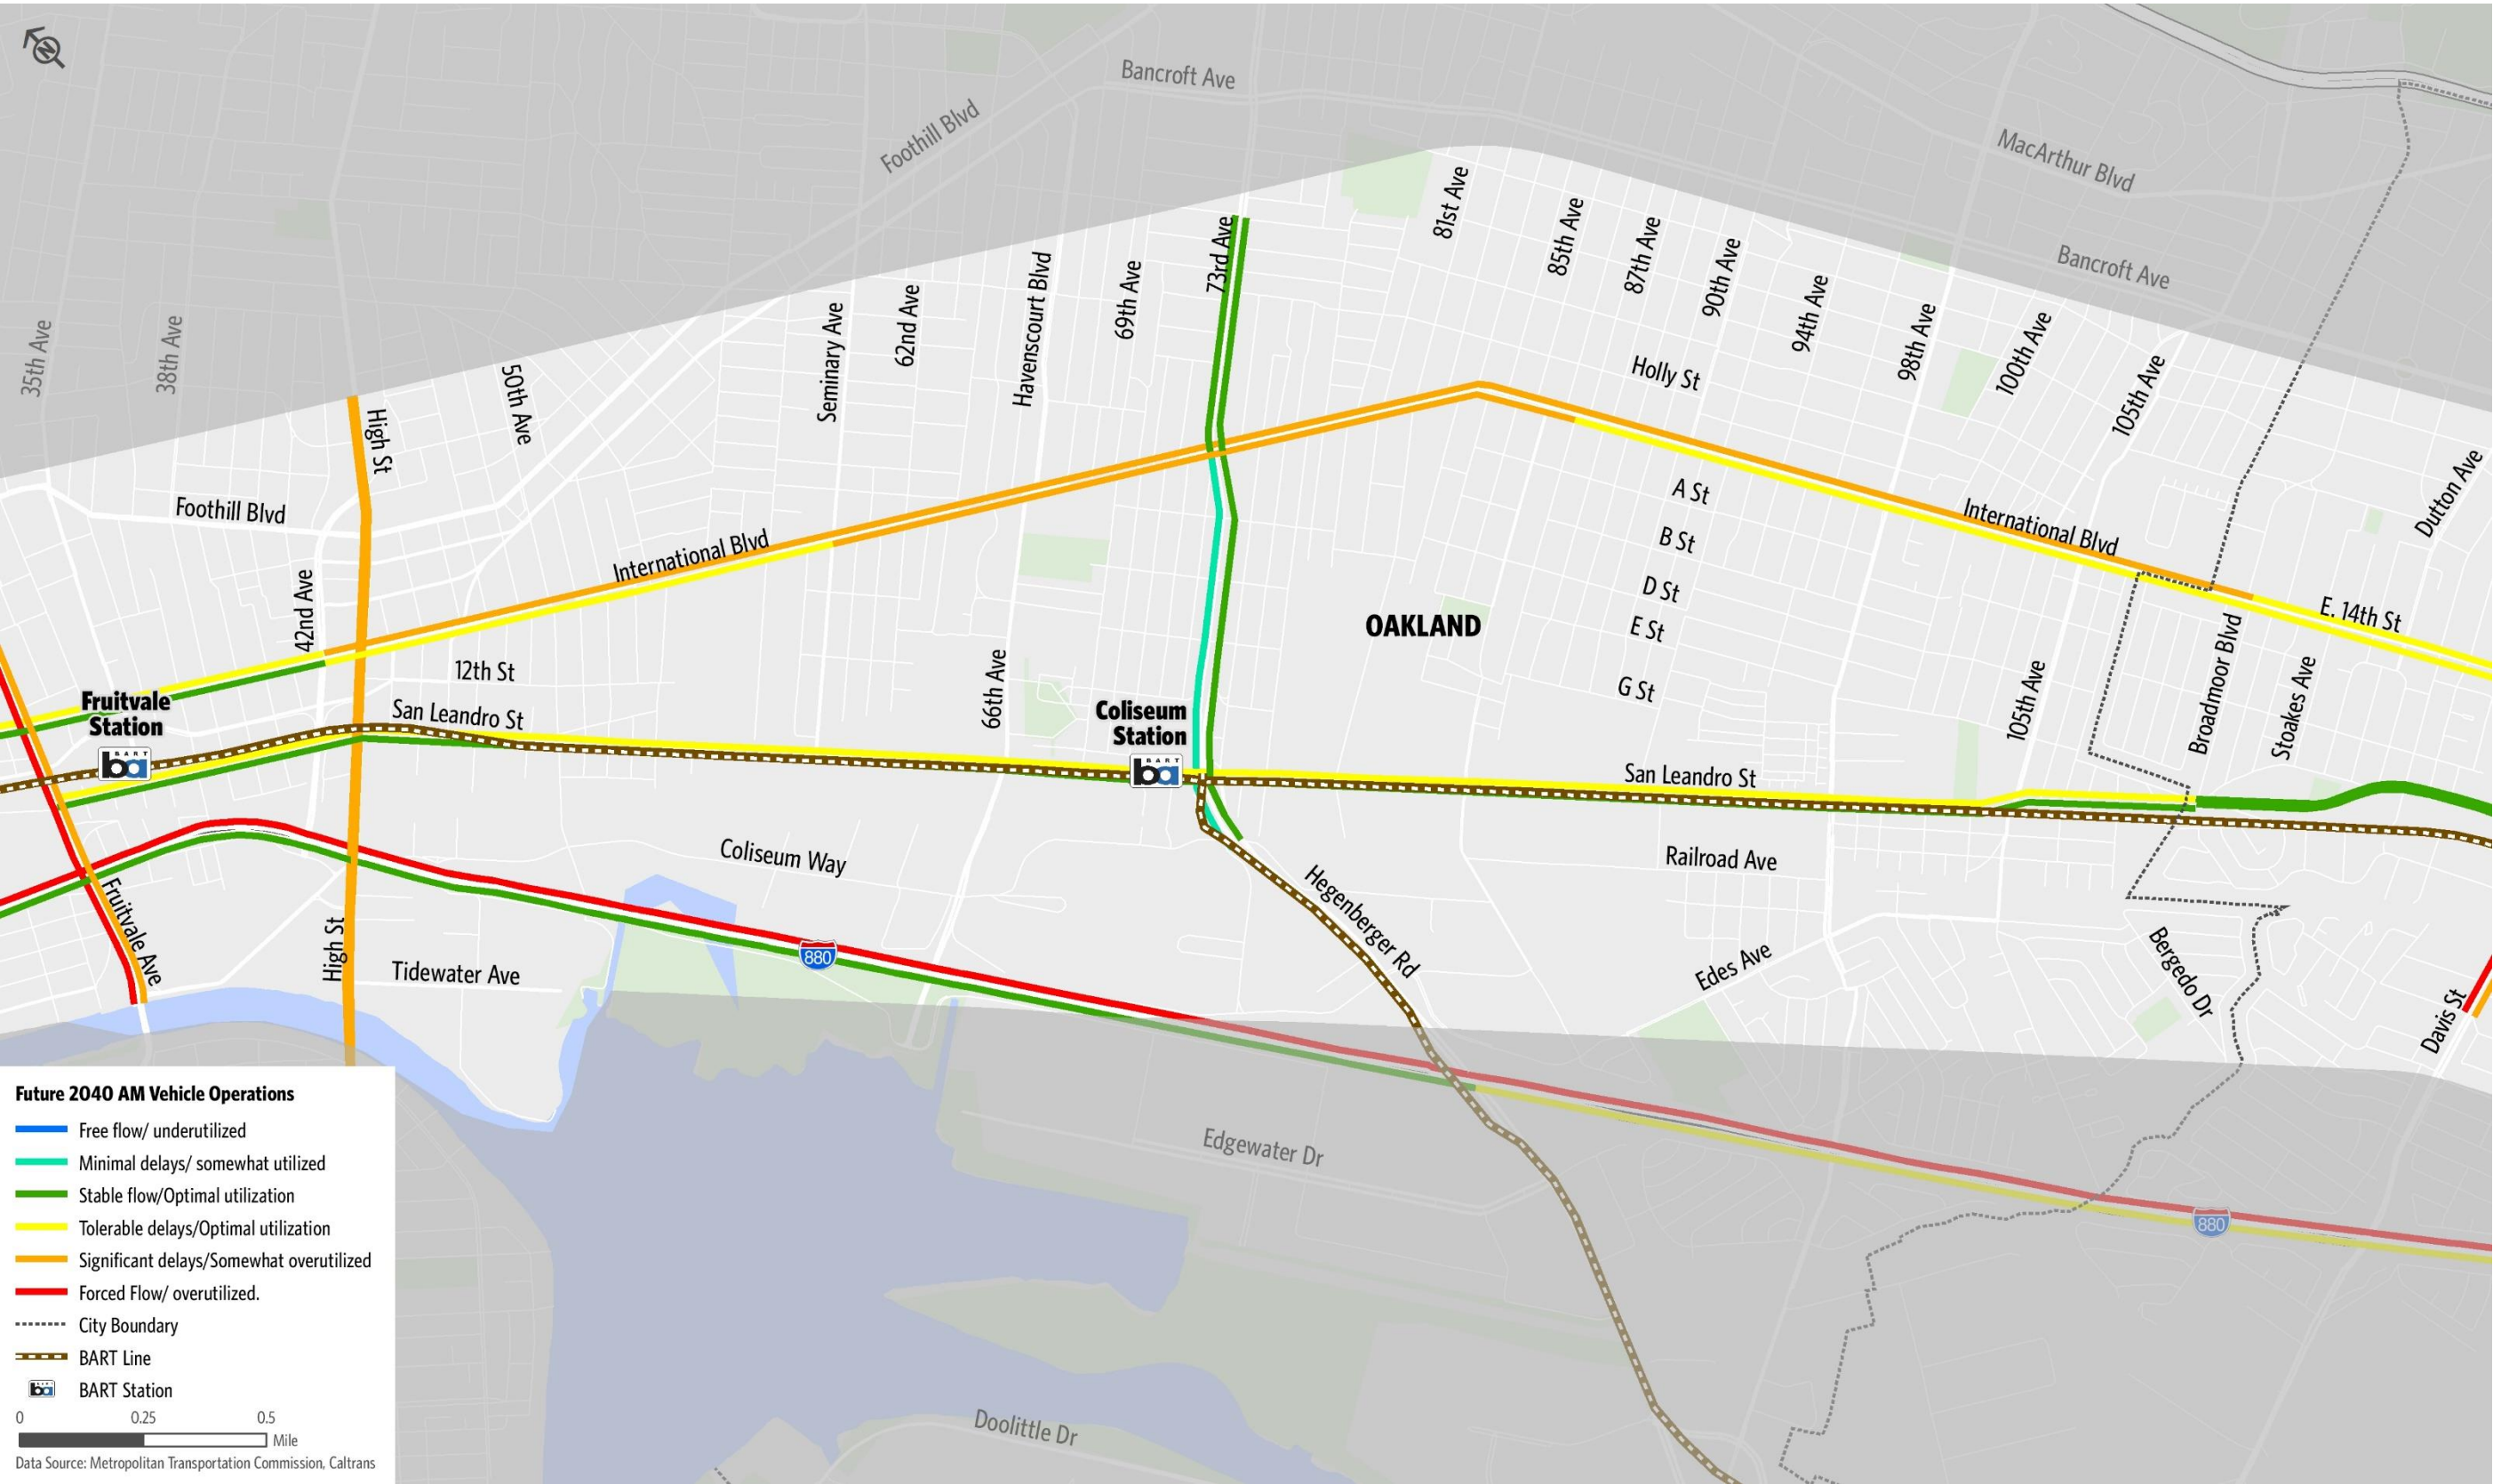 N
Bancroft Ave
Foothill Blvd
MacArthur Blvd
Bancroft Ave
35th Ave
38th Ave
High St
50th Ave
Seminary Ave
62nd Ave
Havenscourt Blvd
69th Ave
73rd Ave
81st Ave
85th Ave
87th Ave
90th Ave
94th Ave
98th Ave
100th Ave
105th Ave
Dutton Ave
Holly St
Foothill Blvd
42nd Ave
International Blvd
A St
B St
D St
E St
G St
International Blvd
E. 14th St
OAKLAND
12th St
San Leandro St
66th Ave
Fruitvale
Station
BART
ba
Coliseum
Station
BART
ba
105th Ave
Broadmoor Blvd
Stoakes Ave
San Leandro St
Railroad Ave
Coliseum Way
Hegenberger Rd
Fruitvale Ave
High St
Tidewater Ave
880
Edes Ave
Bergedo Dr
Davis St
Edgewater Dr
880
Doolittle Dr
Future 2040 AM Vehicle Operations
Free flow/ underutilized
Minimal delays/ somewhat utilized
Stable flow/Optimal utilization
Tolerable delays/Optimal utilization
Significant delays/Somewhat overutilized
Forced Flow/ overutilized.
City Boundary
BART Line
ba BART Station
0 0.25 0.5
Mile
Data Source: Metropolitan Transportation Commission, Caltrans